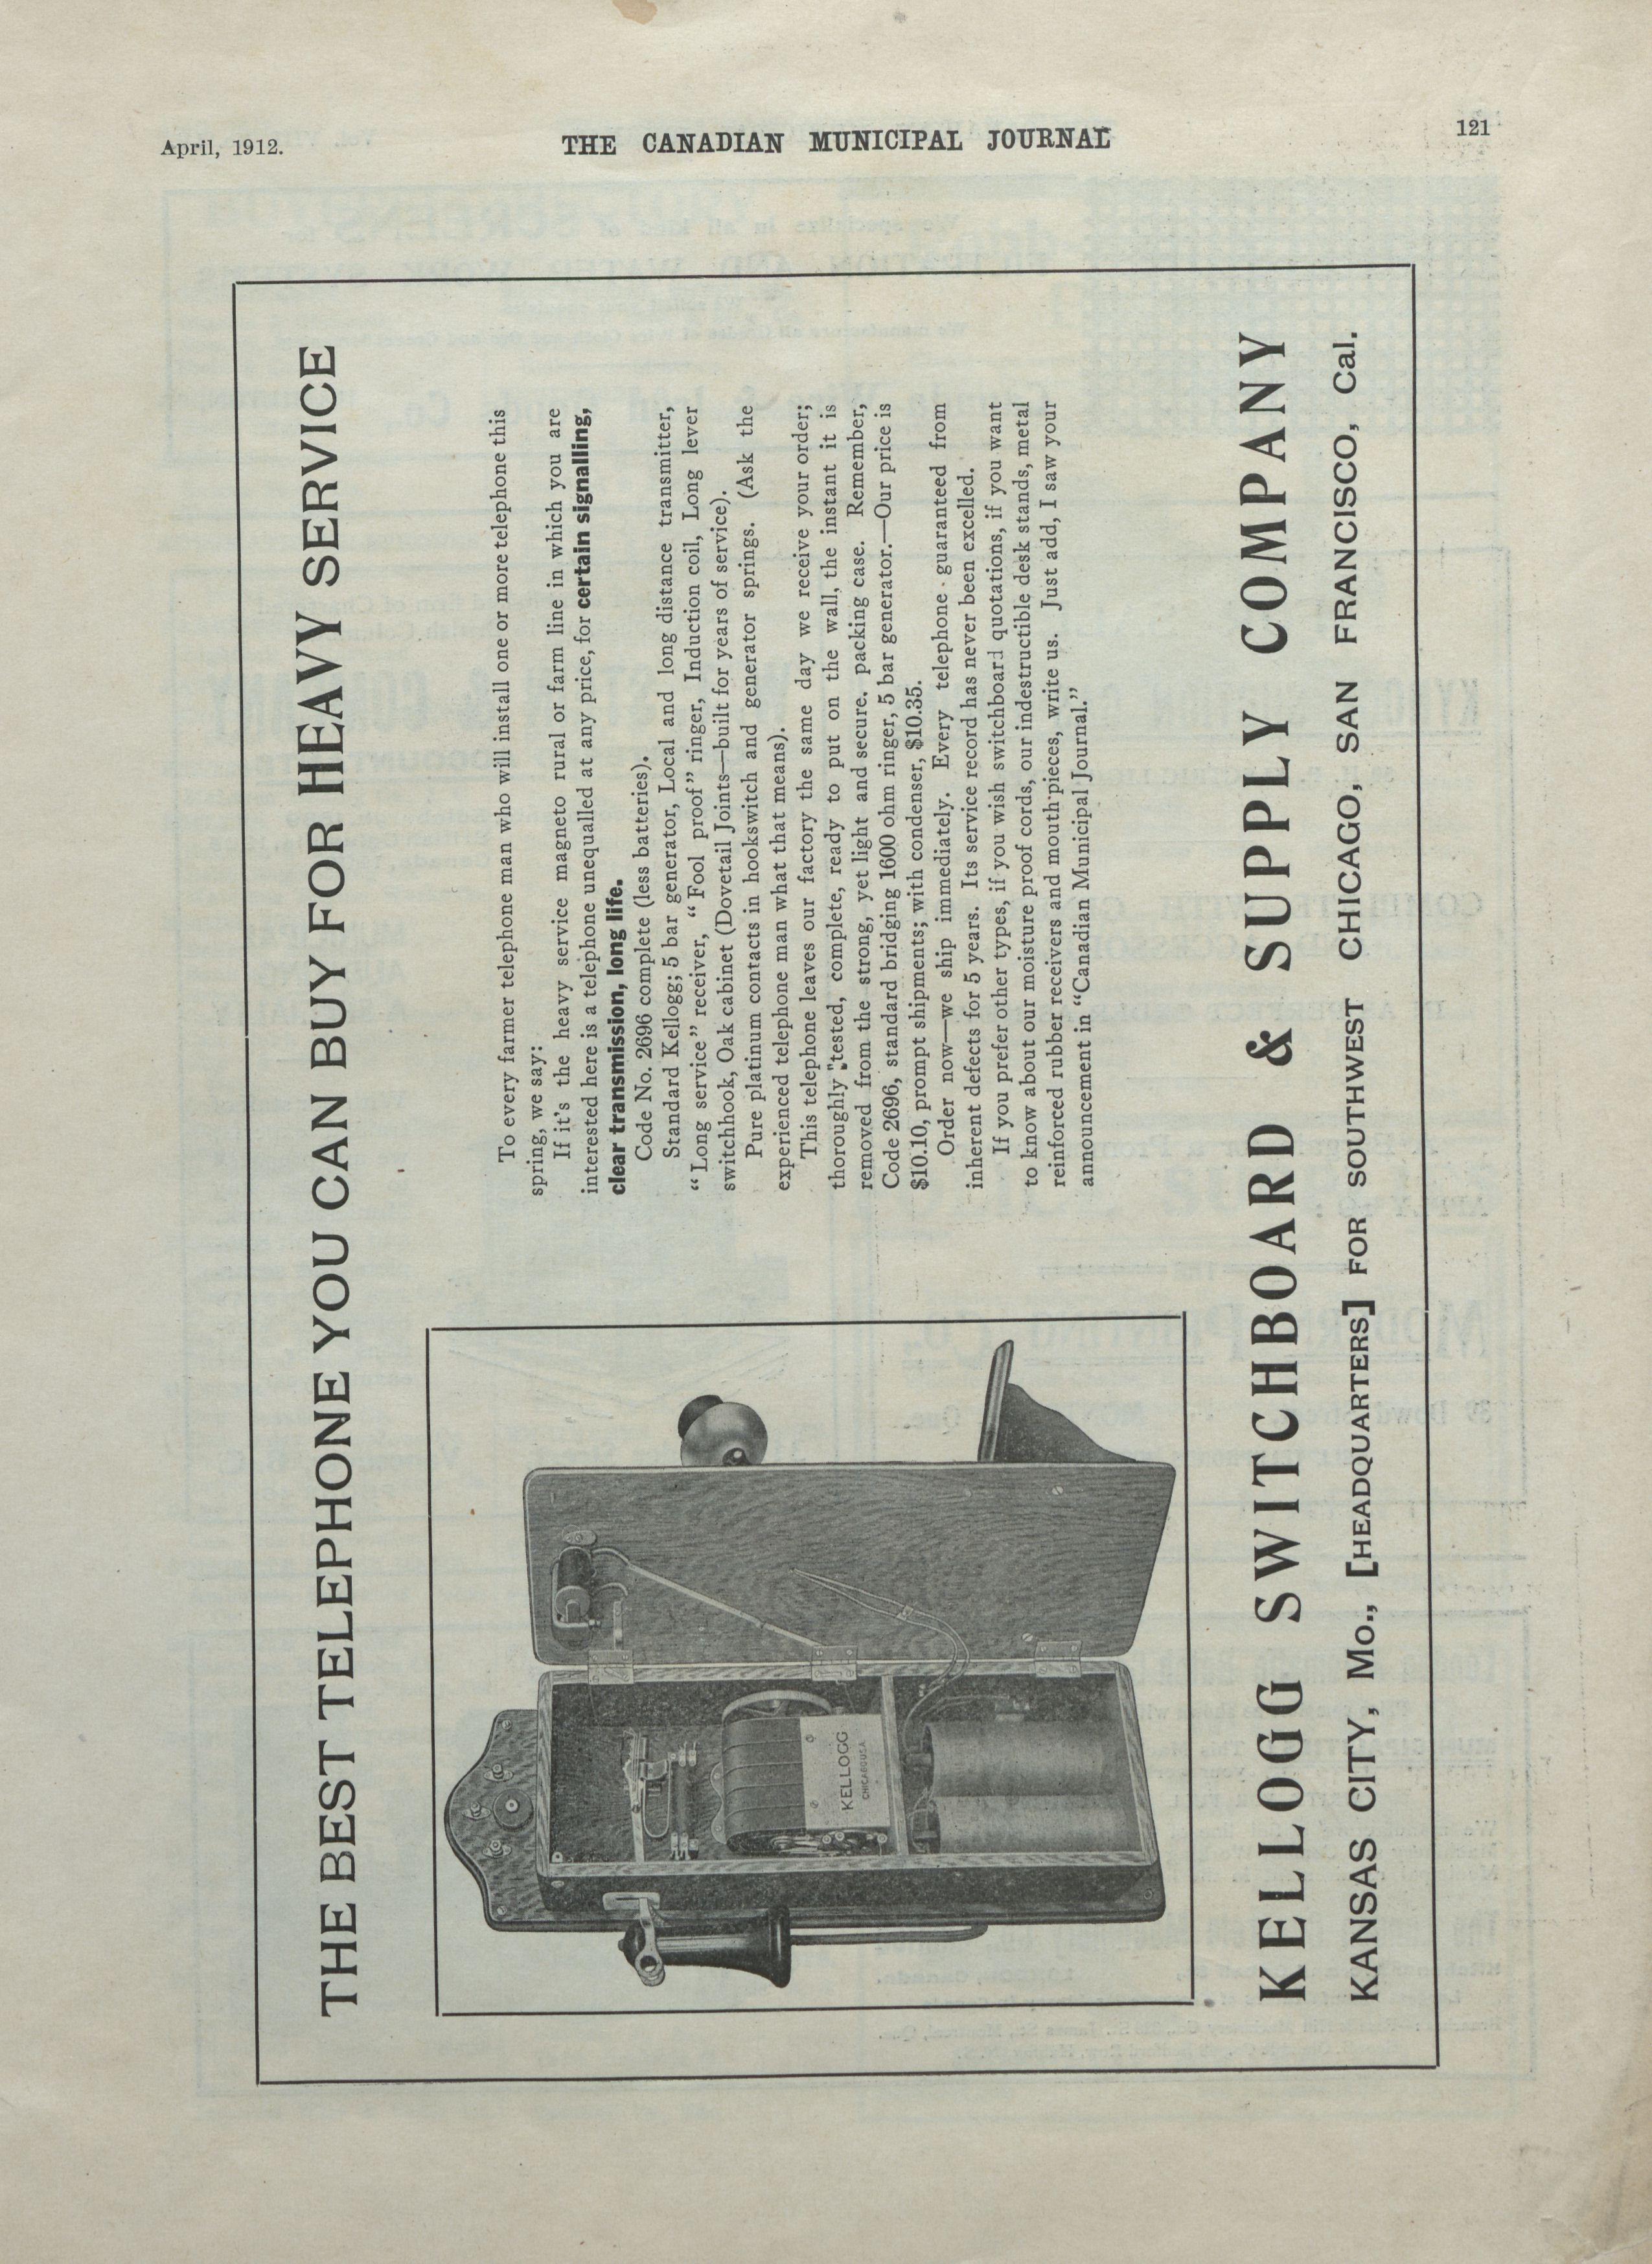 April, 1912.
THE CANADIAN MUNICIPAL JOURNAL
121
THE BEST TELEPHONE YOU CAN BUY FOR HEAVY SERVICE
To every farmer telephone man who will install one or more telephone this
spring, we say:
If it's the heavy service magneto rural or farm line in which you are
interested here is a telephone unequalled at any price, for certain signalling,
clear transmission, long life.
Code No. 2696 complete (less batteries).
Standard Kellogg; 5 bar generator, Local and long distance transmitter,
“Long service” receiver, “Fool proof” ringer, Induction coil, Long lever
switchhook, Oak cabinet (Dovetail Joints—built for years of service).
Pure platinum contacts in hookswitch and generator springs. (Ask the
experienced telephone man what that means).
This telephone leaves our factory the same day we receive your order;
thoroughly tested, complete, ready to put on the wall, the instant it is
removed from the strong, yet light and secure. packing case. Remember,
Code 2696, standard bridging 1600 ohm ringer, 5 bar generator.—Our price is
$10.10, prompt shipments; with condenser, $10.35.
Order now—we ship immediately. Every telephone guaranteed from
inherent defects for 5 years. Its service record has never been excelled.
If you prefer other types, if you wish switchboard quotations, if you want
to know about our moisture proof cords, our indestructible desk stands, metal
reinforced rubber receivers and mouth pieces, write us. Just add, I saw your
announcement in “Canadian Municipal Journal.”
KELLOGG
CHICAGO USA
KELLOGG SWITCHBOARD & SUPPLY COMPANY
KANSAS CITY, Mo., [HEADQUARTERS] FOR SOUTHWEST CHICAGO, SAN FRANCISCO, Cal.